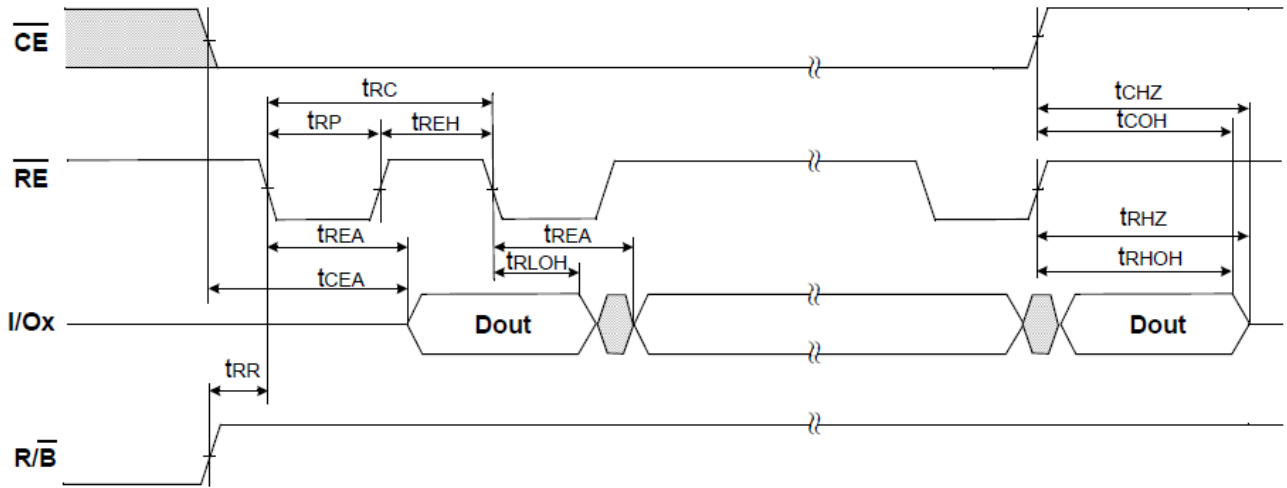 CE
tRC
tCHZ
tRP
tREH
tCOH
RE
tREA
tREA
tRHZ
tRLOH
tRHOH
tCEA
I/Ox
Dout
Dout
tRR
R/B